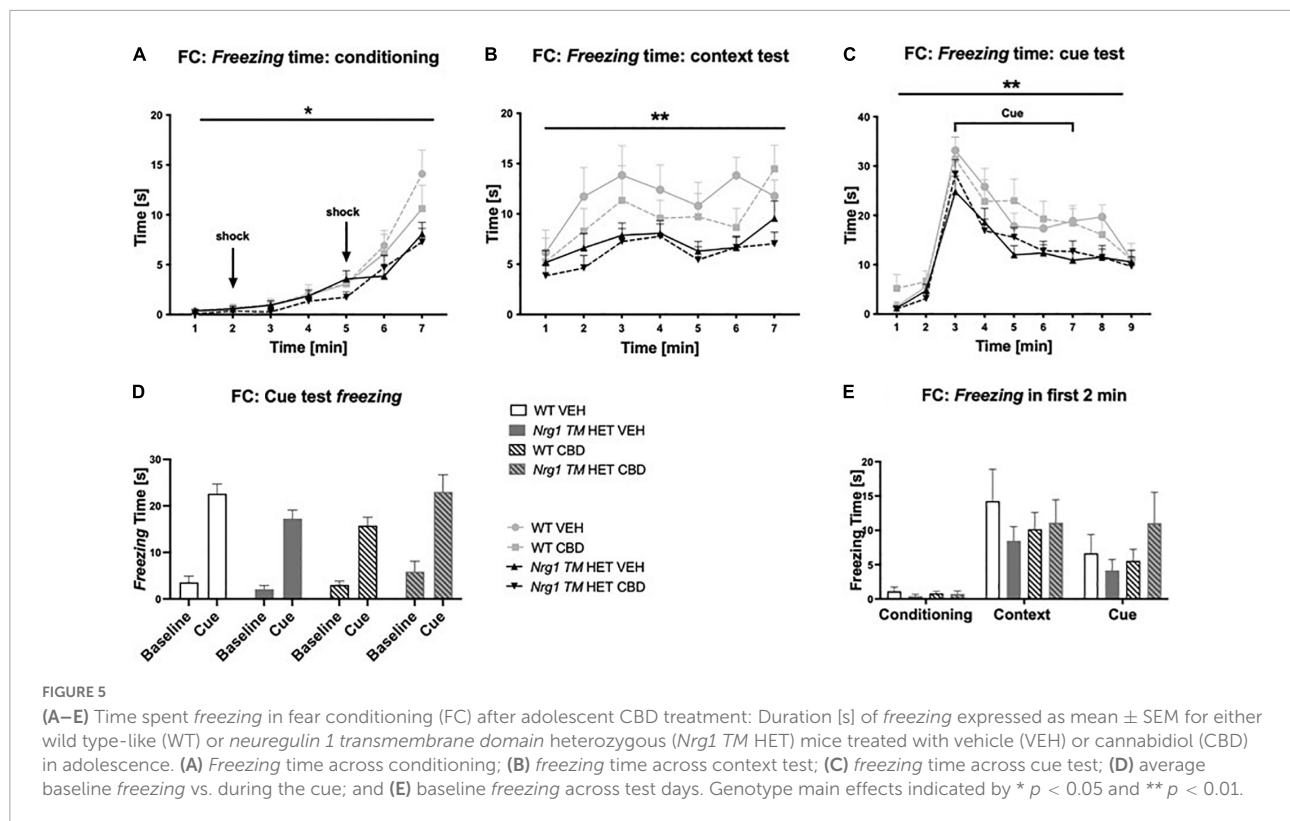 A FC: Freezing time: conditioning
*
Time [s]
20
15
10
5
0
shock
shock
1 2 3 4 5 6 7
Time [min]
B FC: Freezing time: context test
**
Time [s]
20
15
10
5
0
1 2 3 4 5 6 7
Time [min]
C FC: Freezing time: cue test
**
Cue
Time [s]
40
30
20
10
0
1 2 3 4 5 6 7 8 9
Time [min]
D FC: Cue test freezing
Freezing Time [s]
30
20
10
0
Baseline Cue Baseline Cue Baseline Cue Baseline Cue
WT VEH
Nrg1 TM HET VEH
WT CBD
Nrg1 TM HET CBD
WT VEH
WT CBD
Nrg1 TM HET VEH
Nrg1 TM HET CBD
E FC: Freezing in first 2 min
Freezing Time [s]
20
15
10
5
0
Conditioning Context Cue
FIGURE 5
(A–E) Time spent freezing in fear conditioning (FC) after adolescent CBD treatment: Duration [s] of freezing expressed as mean ± SEM for either
wild type-like (WT) or neuregulin 1 transmembrane domain heterozygous (Nrg1 TM HET) mice treated with vehicle (VEH) or cannabidiol (CBD)
in adolescence. (A) Freezing time across conditioning; (B) freezing time across context test; (C) freezing time across cue test; (D) average
baseline freezing vs. during the cue; and (E) baseline freezing across test days. Genotype main effects indicated by * p < 0.05 and ** p < 0.01.